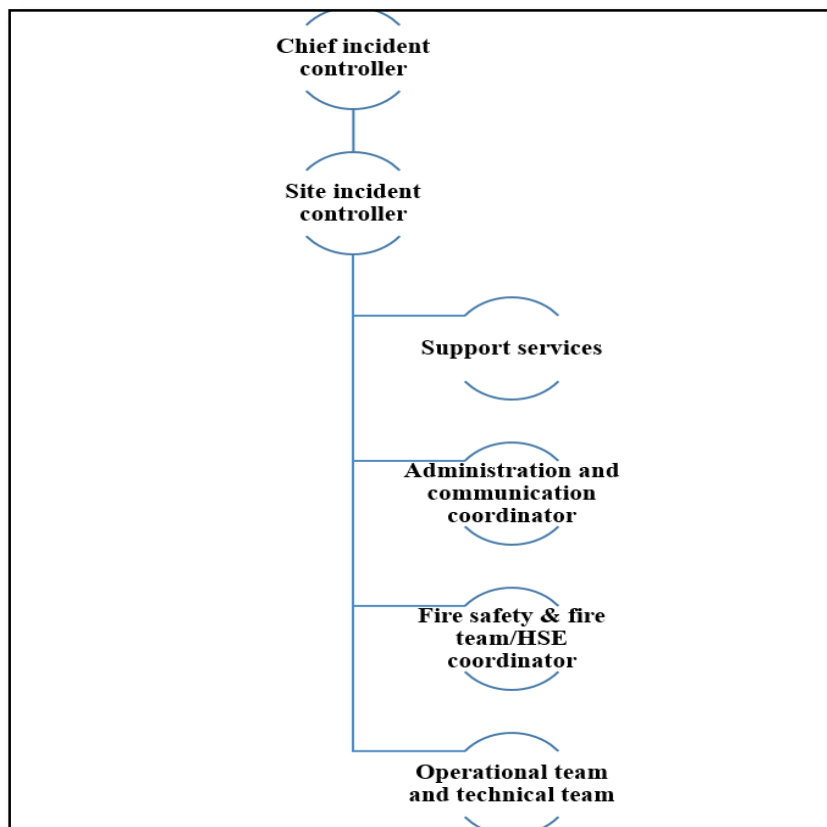 Chief incident
controller
Site incident
controller
Support services
Administration and
communication
coordinator
Fire safety & fire
team/HSE
coordinator
Operational team
and technical team